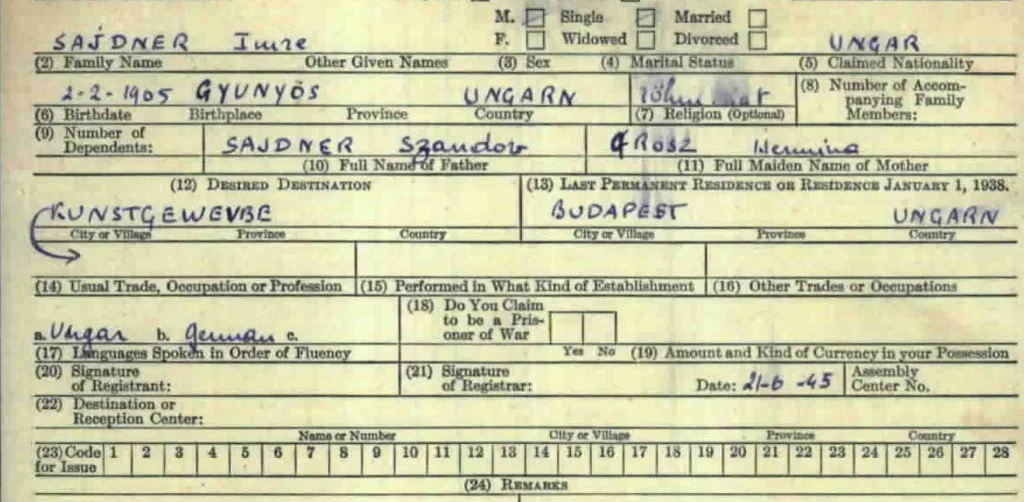 M. Single Married
SAJDNER Imre F. Widowed Divorced UNGAR
(2) Family Name Other Given Names (3) Sex (4) Marital Status (5) Claimed Nationality
2-2-1905 GYUNYÖS UNGARN (8) Number of Accom-
panying Family
Members:
(6) Birthdate Birthplace Province Country (7) Religion (Optional)
(9) Number of
Dependents: SAJDNER Szandor GROSZ Hermina
(10) Full Name of Father (11) Full Maiden Name of Mother
(12) DESIRED DESTINATION (13) LAST PERMANENT RESIDENCE OR RESIDENCE JANUARY 1, 1938.
KUNSTGEWERBE BUDAPEST UNGARN
City or Village Province Country City or Village Province Country
(14) Usual Trade, Occupation or Profession (15) Performed in What Kind of Establishment (16) Other Trades or Occupations
(18) Do You Claim
to be a Pris-
oner of War
a. Ungar b. German c.
Yes No
(17) Languages Spoken in Order of Fluency (19) Amount and Kind of Currency in your Possession
(20) Signature
of Registrant: (21) Signature
of Registrar: Date: 21-6-45 Assembly
Center No.
(22) Destination or
Reception Center:
Name or Number City or Village Province Country
(23) Code
for Issue 1 2 3 4 5 6 7 8 9 10 11 12 13 14 15 16 17 18 19 20 21 22 23 24 25 26 27 28
(24) REMARKS